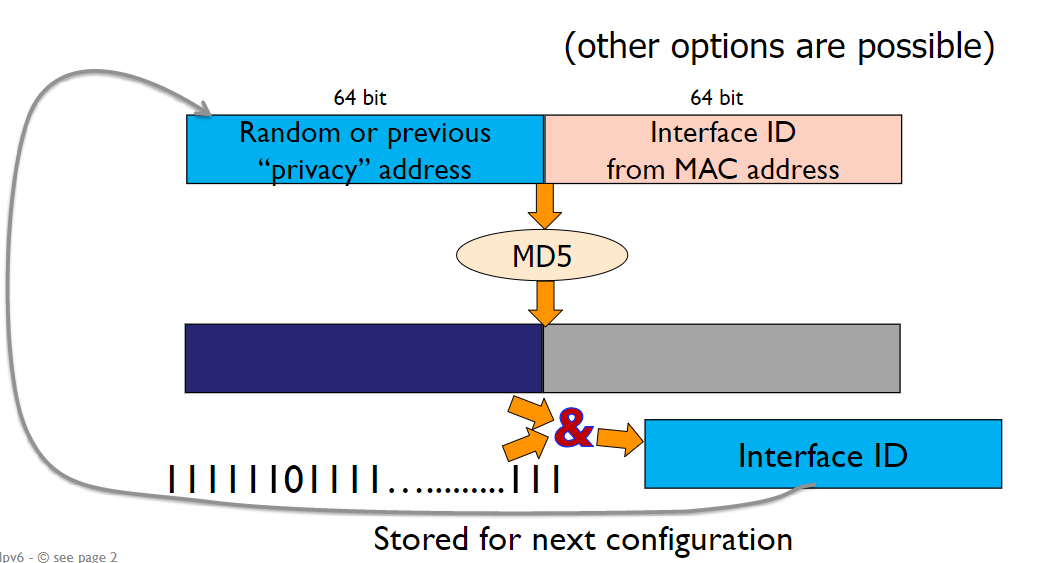 (other options are possible)
64 bit
64 bit
Random or previous
“privacy” address
Interface ID
from MAC address
MD5
&
Interface ID
11111101111...………111
Stored for next configuration
Ipv6 - © see page 2